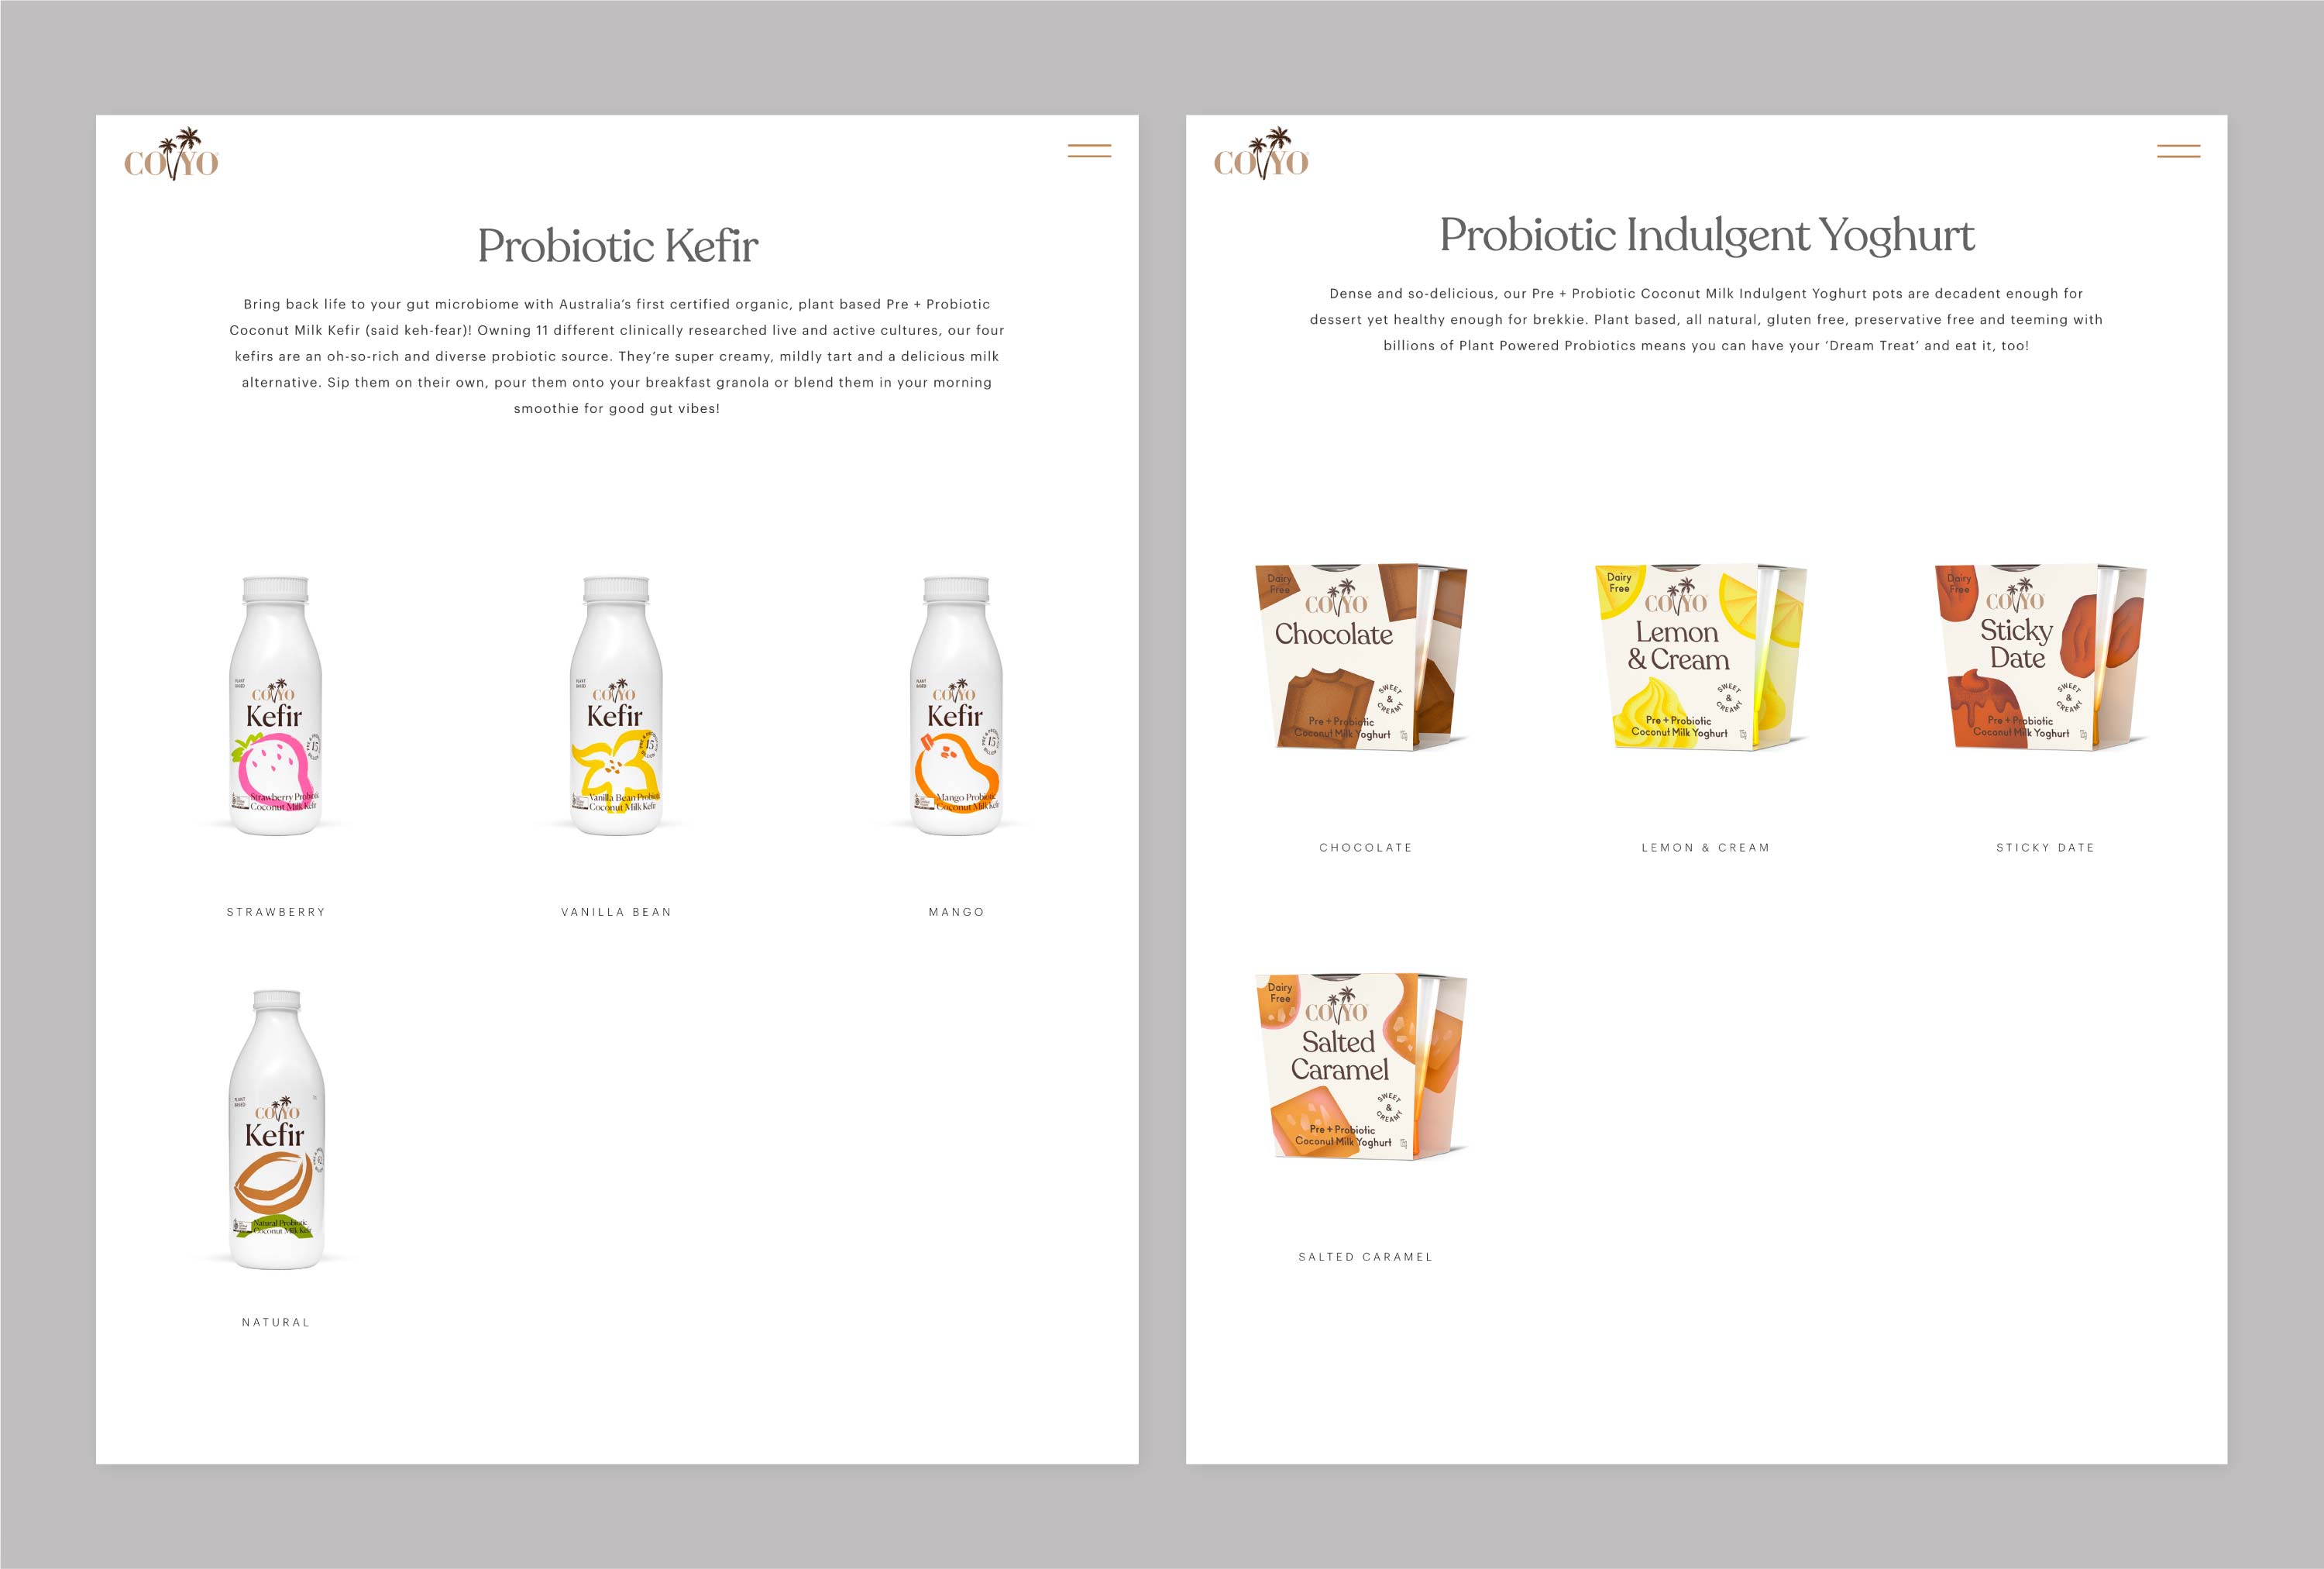 COYO
Probiotic Kefir
Bring back life to your gut microbiome with Australia’s first certified organic, plant based Pre + Probiotic
Coconut Milk Kefir (said keh-fear)! Owning 11 different clinically researched live and active cultures, our four
kefirs are an oh-so-rich and diverse probiotic source. They’re super creamy, mildly tart and a delicious milk
alternative. Sip them on their own, pour them onto your breakfast granola or blend them in your morning
smoothie for good gut vibes!
PLANT
BASED
COYO
Kefir
15
Strawberry Probiotic
Coconut Milk Kefir
STRAWBERRY
PLANT
BASED
COYO
Kefir
15
Vanilla Bean Probiotic
Coconut Milk Kefir
VANILLA BEAN
PLANT
BASED
COYO
Kefir
15
Mango Probiotic
Coconut Milk Kefir
MANGO
PLANT
BASED
COYO
Kefir
Natural Probiotic
Coconut Milk Kefir
NATURAL
COYO
Probiotic Indulgent Yoghurt
Dense and so-delicious, our Pre + Probiotic Coconut Milk Indulgent Yoghurt pots are decadent enough for
dessert yet healthy enough for brekkie. Plant based, all natural, gluten free, preservative free and teeming with
billions of Plant Powered Probiotics means you can have your ‘Dream Treat’ and eat it, too!
Dairy
Free
COYO
Chocolate
SWEET
&
CREAMY
Pre + Probiotic
Coconut Milk Yoghurt
CHOCOLATE
Dairy
Free
COYO
Lemon
& Cream
SWEET
&
CREAMY
Pre + Probiotic
Coconut Milk Yoghurt
LEMON & CREAM
Dairy
Free
COYO
Sticky
Date
SWEET
&
CREAMY
Pre + Probiotic
Coconut Milk Yoghurt
STICKY DATE
Dairy
Free
COYO
Salted
Caramel
SWEET
&
CREAMY
Pre + Probiotic
Coconut Milk Yoghurt
SALTED CARAMEL